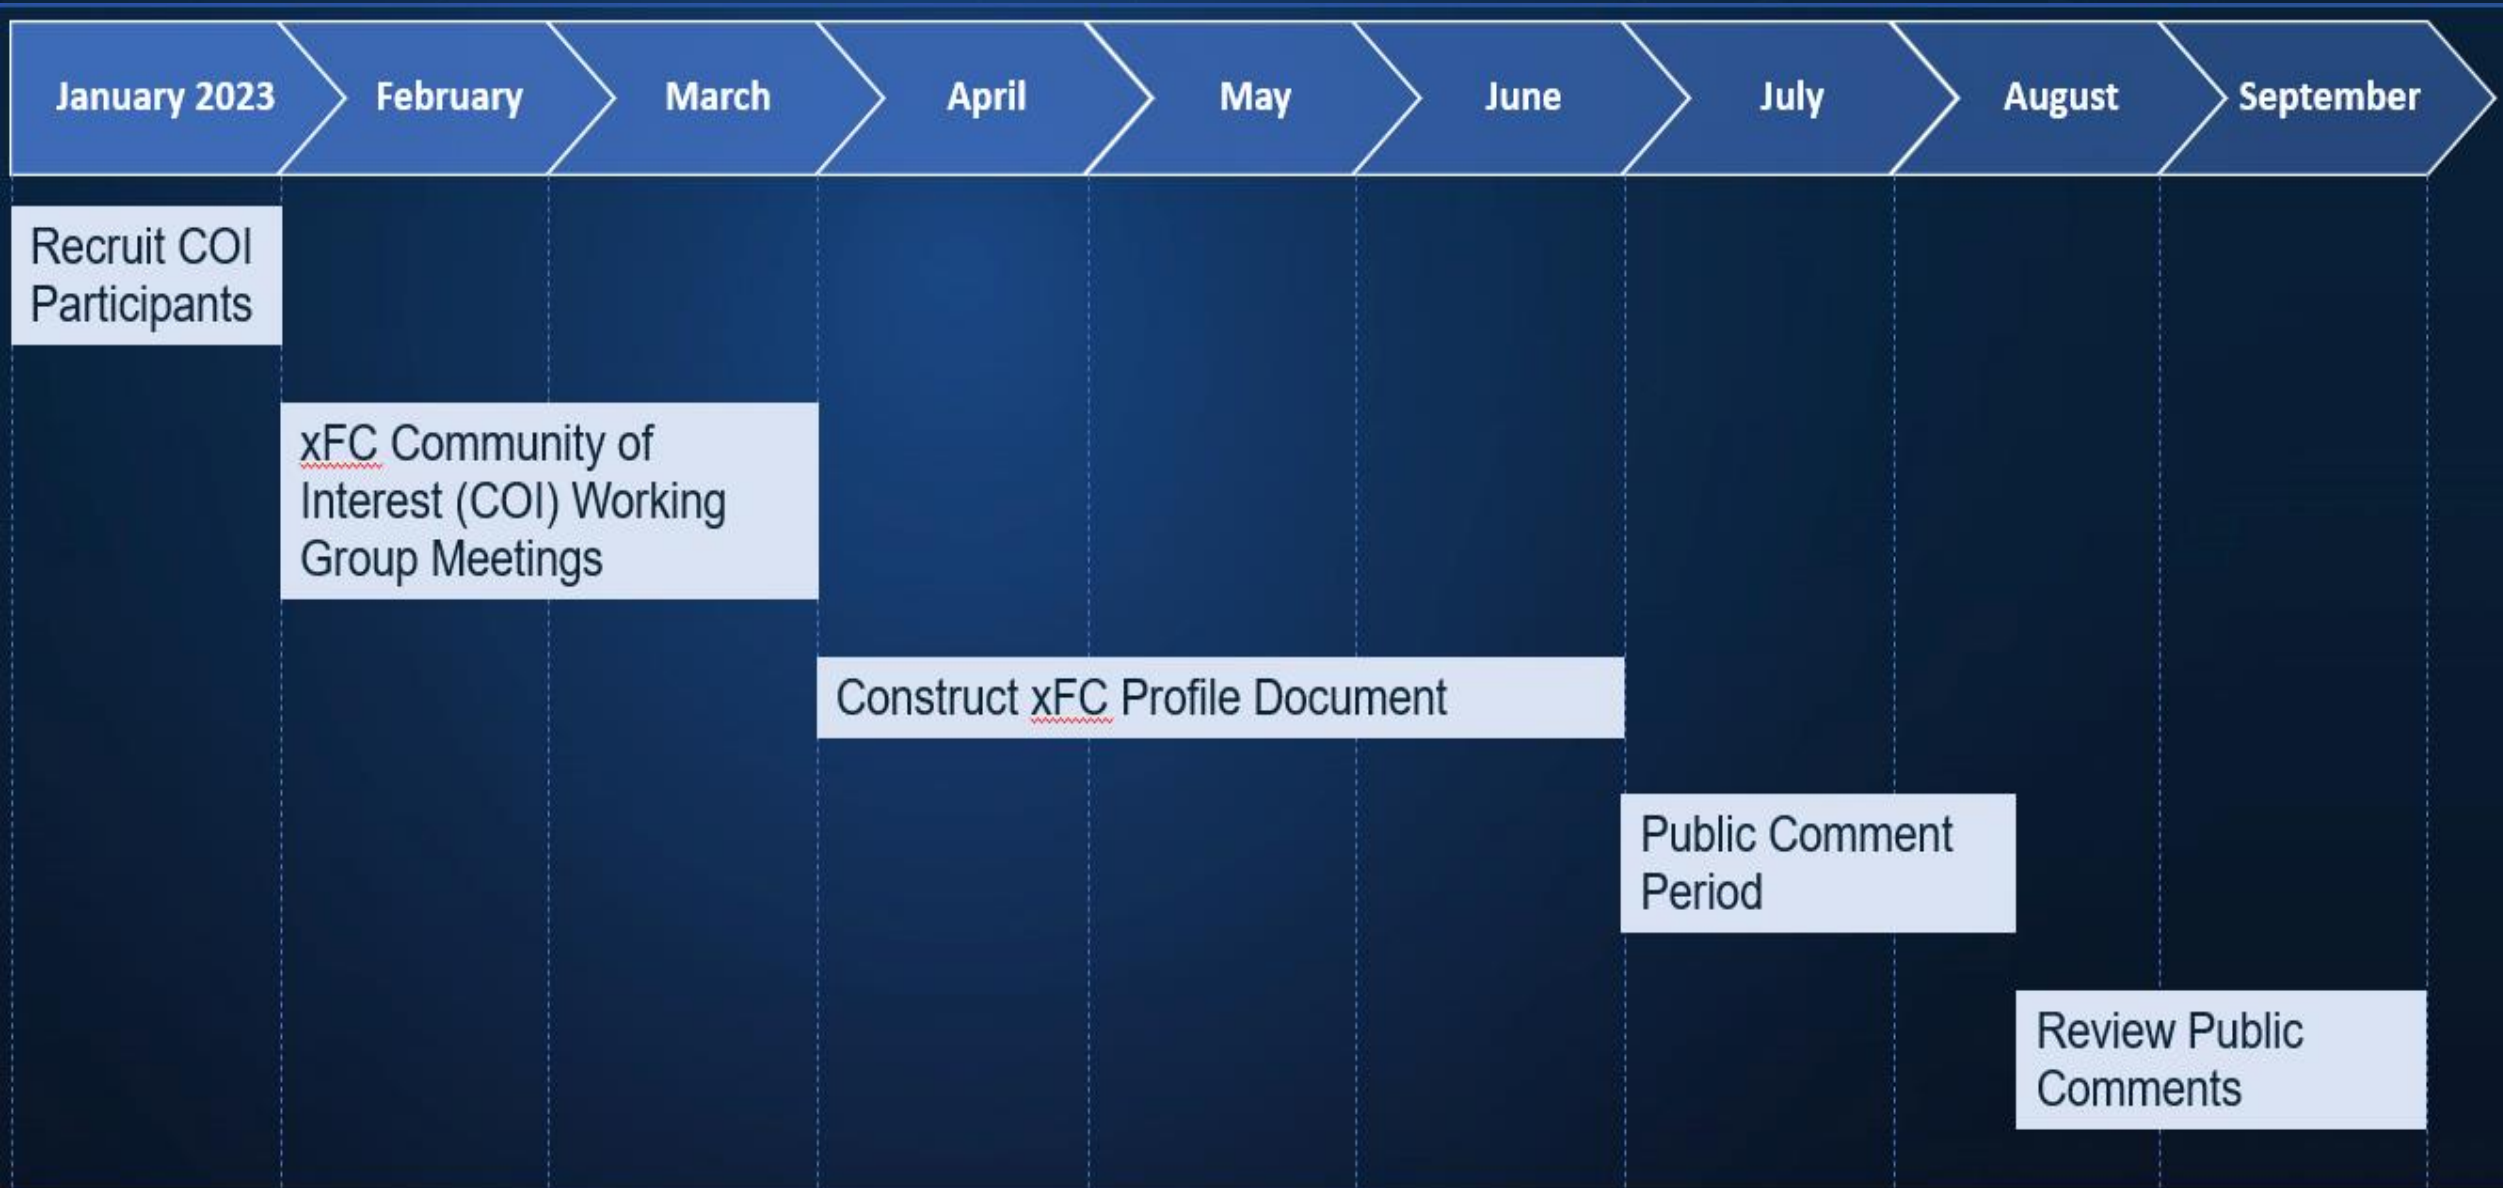 January 2023 February March April May June July August September
Recruit COI
Participants
xFC Community of
Interest (COI) Working
Group Meetings
Construct xFC Profile Document
Public Comment
Period
Review Public
Comments